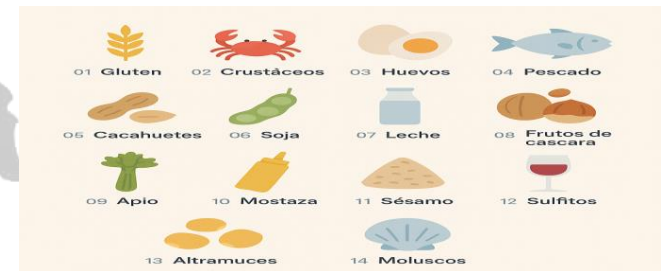 01 Gluten
02 Crustáceos
03 Huevos
04 Pescado
05 Cacahuetes
06 Soja
07 Leche
08 Frutos de
cascara
09 Apio
10 Mostaza
11 Sésamo
12 Sulfitos
13 Altramuces
14 Moluscos